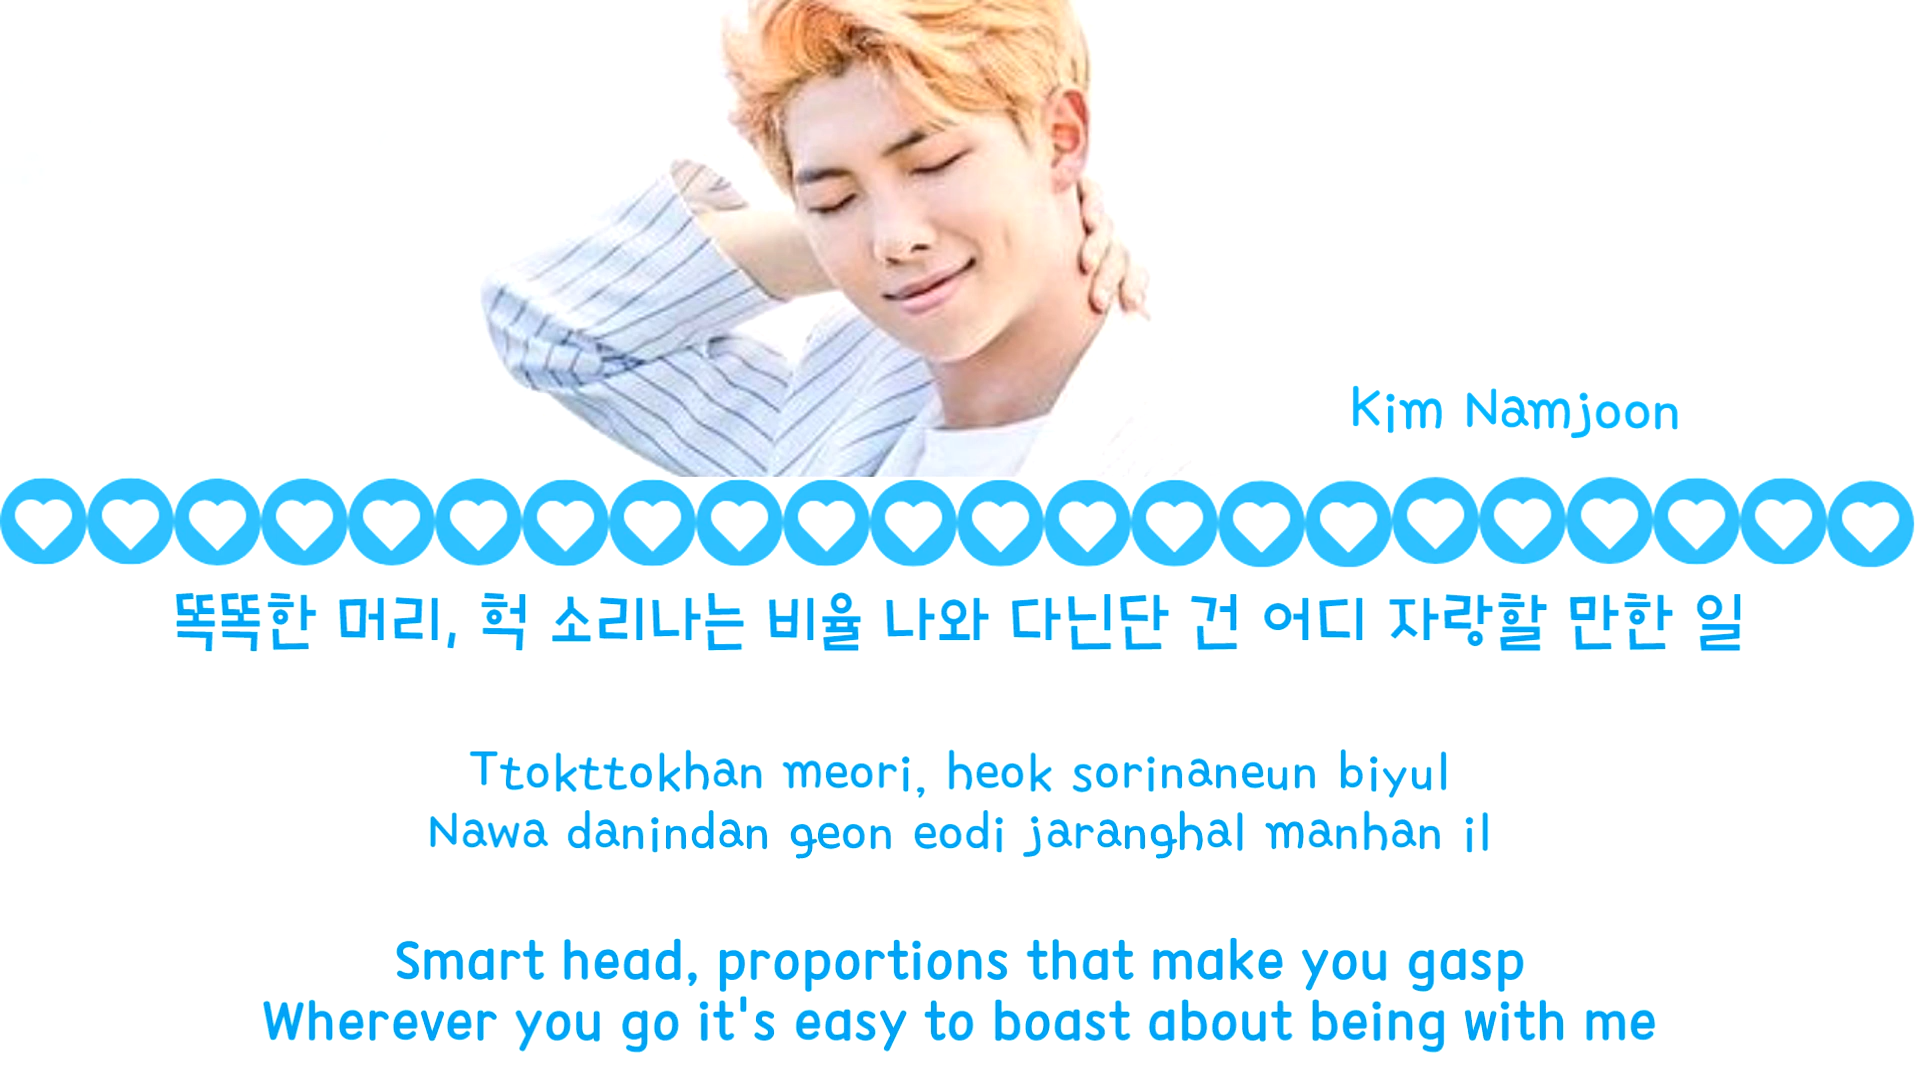 Kim Namjoon
똑똑한 머리, 헉 소리나는 비율 나와 다닌단 건 어디 자랑할 만한 일
Ttokttokhan meori, heok sorinaneun biyul
Nawa danindan geon eodi jaranghal manhan il
Smart head, proportions that make you gasp
Wherever you go it's easy to boast about being with me